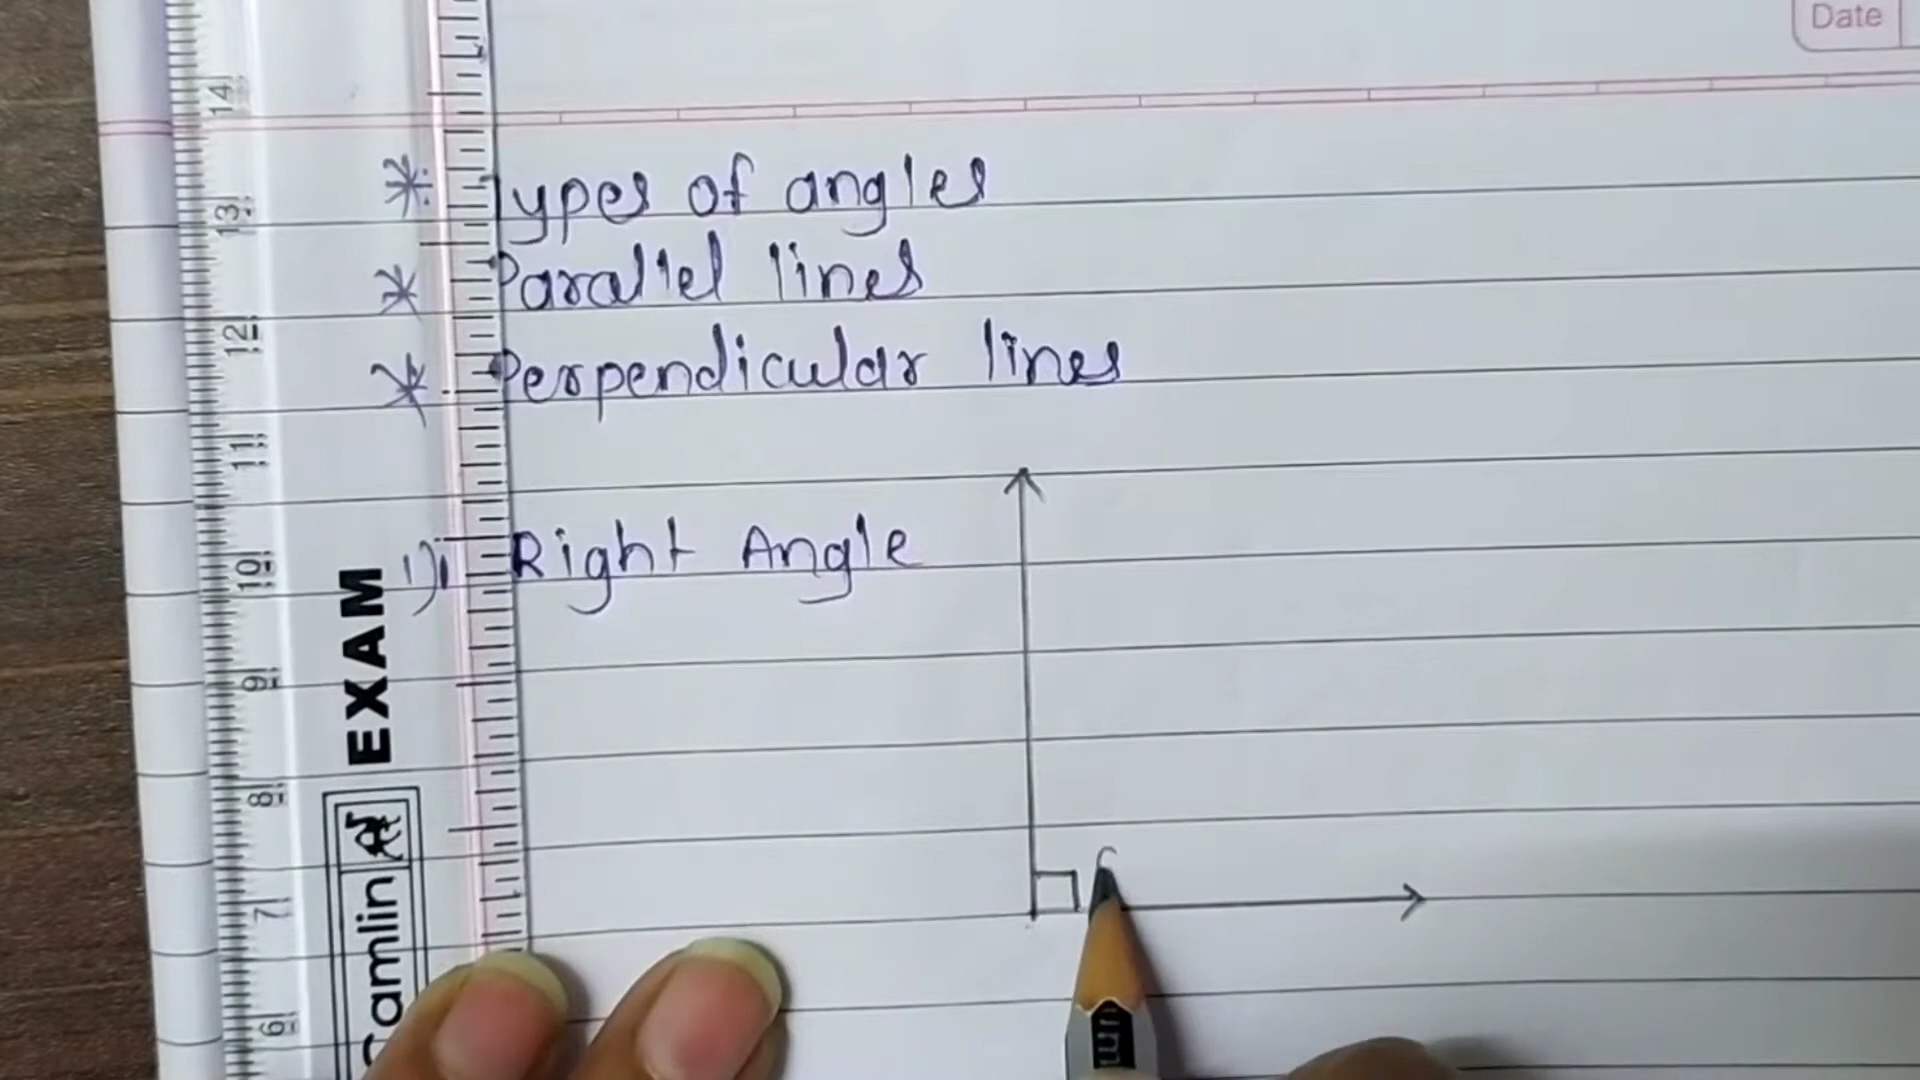 Date
* Types of angles
* Parallel lines
* Perpendicular lines
1) Right Angle
14
13
12
11
10
9
8
7
6
EXAM
Camlin